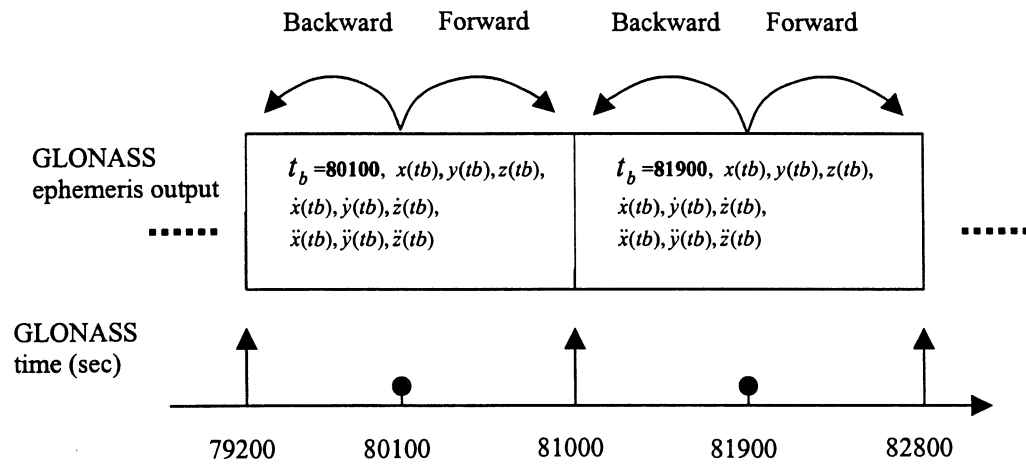 Backward Forward Backward Forward
GLONASS
ephemeris output
t_b =80100, x(tb), y(tb), z(tb),
ẋ(tb), ẏ(tb), ż(tb),
ẍ(tb), ÿ(tb), z̈(tb)
t_b =81900, x(tb), y(tb), z(tb),
ẋ(tb), ẏ(tb), ż(tb),
ẍ(tb), ÿ(tb), z̈(tb)
GLONASS
time (sec)
79200 80100 81000 81900 82800